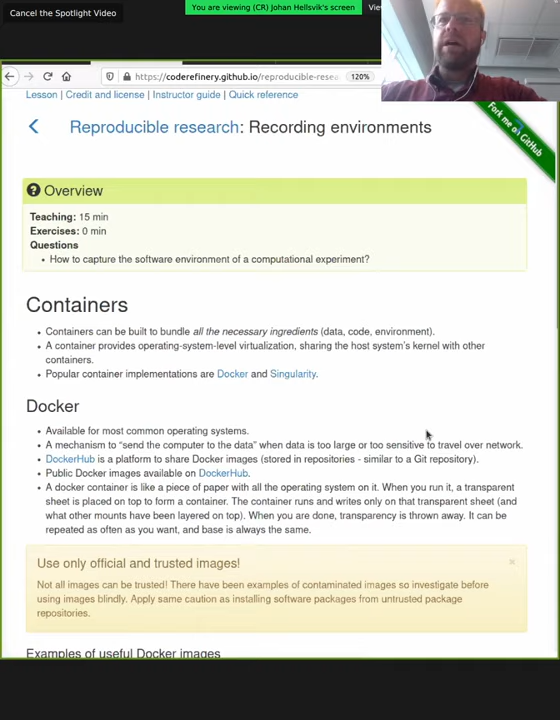 Cancel the Spotlight Video
You are viewing (CR) Johan Hellsvik's screen
https://coderefinery.github.io/reproducible-resea
120%
Lesson | Credit and license | Instructor guide | Quick reference
Fork me on GitHub
Reproducible research: Recording environments
Overview
Teaching: 15 min
Exercises: 0 min
Questions
• How to capture the software environment of a computational experiment?
Containers
• Containers can be built to bundle all the necessary ingredients (data, code, environment).
• A container provides operating-system-level virtualization, sharing the host system's kernel with other
containers.
• Popular container implementations are Docker and Singularity.
Docker
• Available for most common operating systems.
• A mechanism to “send the computer to the data” when data is too large or too sensitive to travel over network.
• DockerHub is a platform to share Docker images (stored in repositories - similar to a Git repository).
• Public Docker images available on DockerHub.
• A docker container is like a piece of paper with all the operating system on it. When you run it, a transparent
sheet is placed on top to form a container. The container runs and writes only on that transparent sheet (and
what other mounts have been layered on top). When you are done, transparency is thrown away. It can be
repeated as often as you want, and base is always the same.
Use only official and trusted images!
Not all images can be trusted! There have been examples of contaminated images so investigate before
using images blindly. Apply same caution as installing software packages from untrusted package
repositories.
Examples of useful Docker images